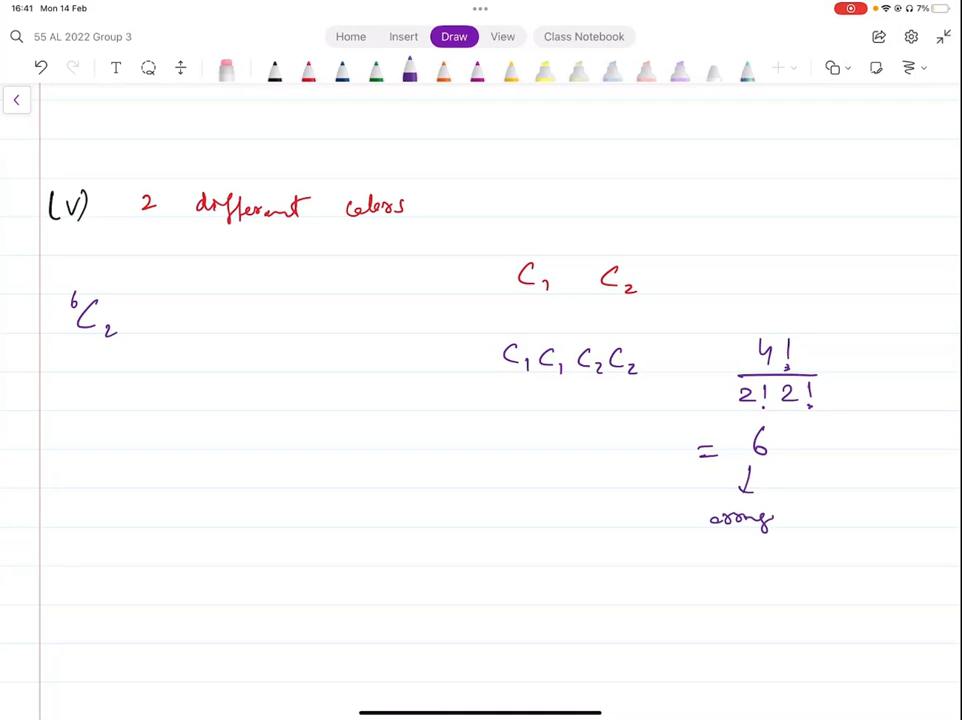 16:41 Mon 14 Feb
7%
55 AL 2022 Group 3
Home Insert Draw View Class Notebook
(V) 2 different colors
C₁ C₂
⁶C₂
C₁ C₁ C₂ C₂
4!
2! 2!
= 6
↓
arrang